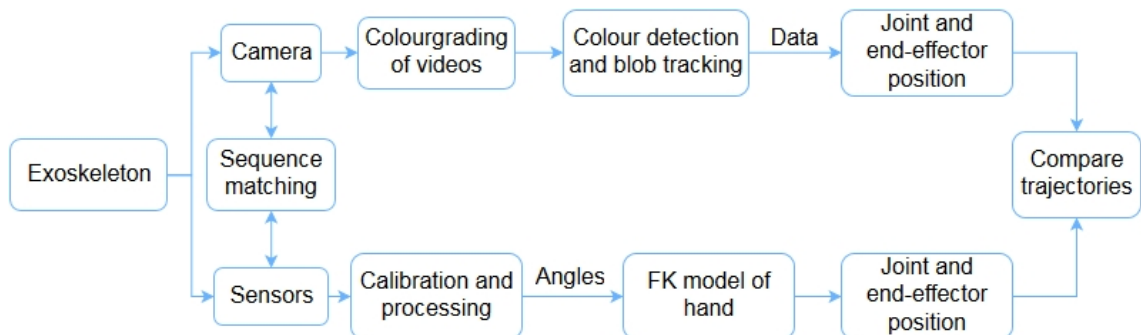 Camera
Colourgrading
of videos
Colour detection
and blob tracking
Data
Joint and
end-effector
position
Exoskeleton
Sequence
matching
Compare
trajectories
Sensors
Calibration and
processing
Angles
FK model of
hand
Joint and
end-effector
position